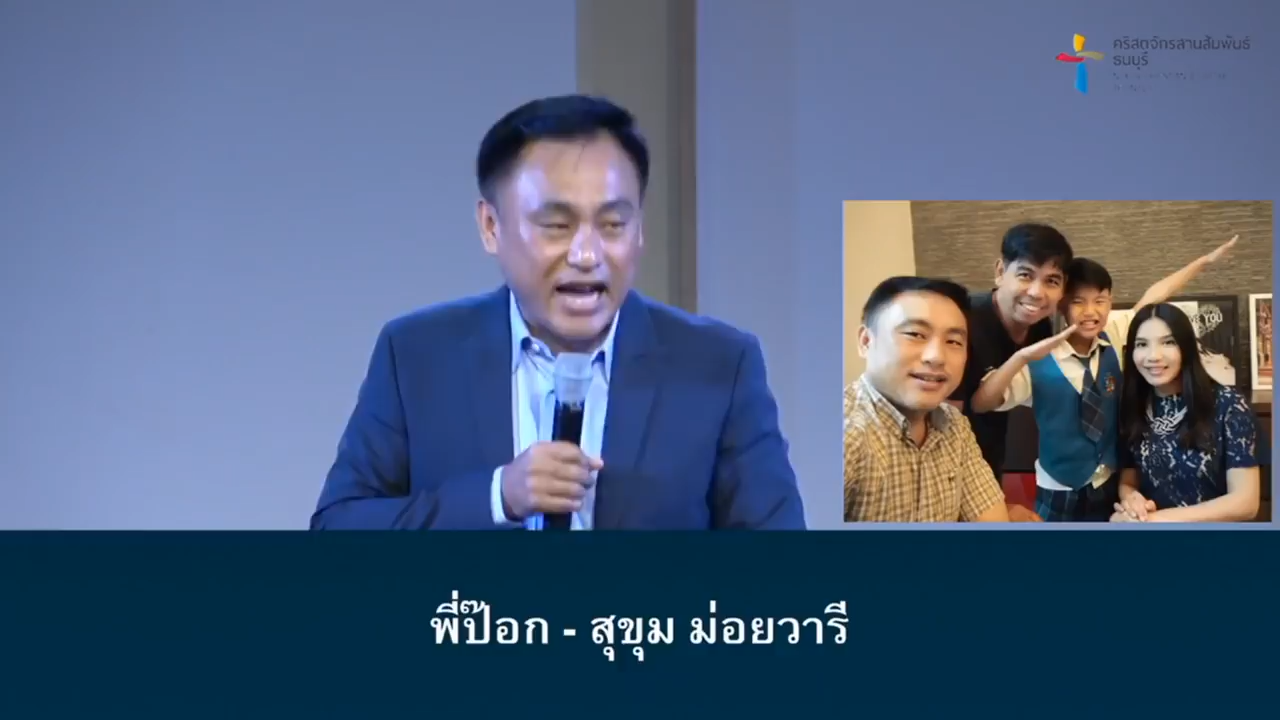 คริสตจักรสานสัมพันธ์
ธนบุรี
YOU
พี่ป๊อก - สุขุม ม่อยวารี